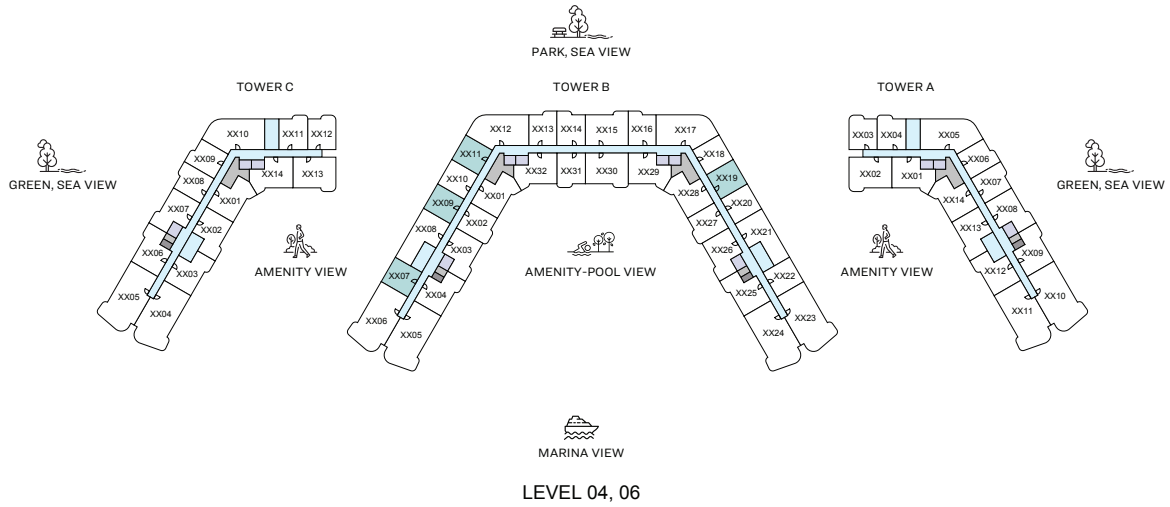 PARK, SEA VIEW
TOWER C
TOWER B
TOWER A
GREEN, SEA VIEW
GREEN, SEA VIEW
XX10
XX11
XX12
XX09
XX14
XX13
XX08
XX01
XX07
XX02
XX06
XX03
XX05
XX04
XX12
XX13
XX14
XX15
XX16
XX17
XX11
XX32
XX31
XX30
XX29
XX18
XX10
XX01
XX28
XX19
XX09
XX02
XX27
XX20
XX08
XX03
XX26
XX21
XX07
XX04
XX25
XX22
XX06
XX05
XX24
XX23
XX03
XX04
XX05
XX02
XX01
XX06
XX14
XX07
XX13
XX08
XX12
XX09
XX11
XX10
AMENITY VIEW
AMENITY-POOL VIEW
AMENITY VIEW
MARINA VIEW
LEVEL 04, 06